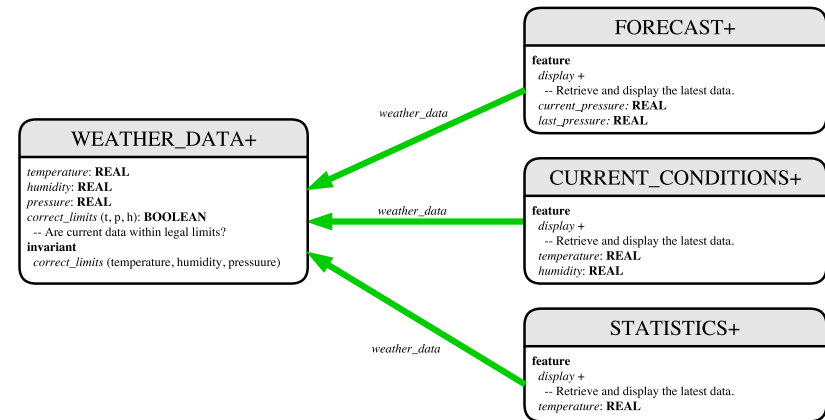 WEATHER_DATA+
temperature: REAL
humidity: REAL
pressure: REAL
correct_limits (t, p, h): BOOLEAN
-- Are current data within legal limits?
invariant
correct_limits (temperature, humidity, pressuure)
weather_data
weather_data
weather_data
FORECAST+
feature
display +
-- Retrieve and display the latest data.
current_pressure: REAL
last_pressure: REAL
CURRENT_CONDITIONS+
feature
display +
-- Retrieve and display the latest data.
temperature: REAL
humidity: REAL
STATISTICS+
feature
display +
-- Retrieve and display the latest data.
temperature: REAL